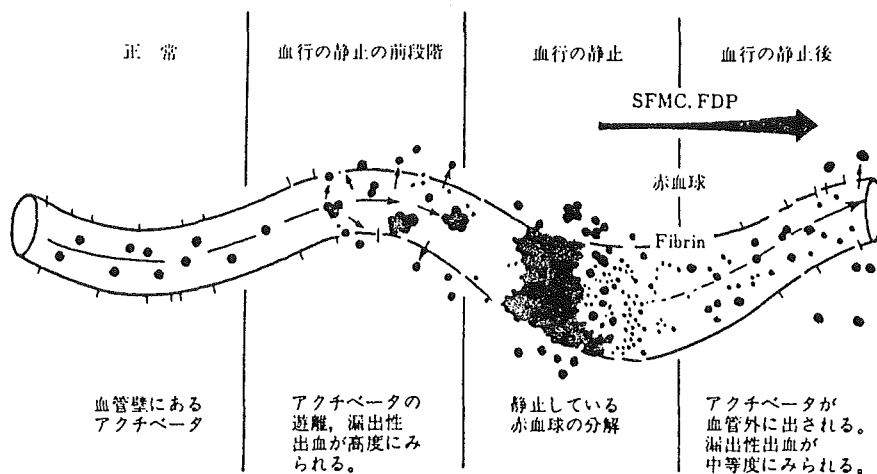 正 常
血行の静止の前段階
血行の静止
血行の静止後
SFMC, FDP
赤血球
Fibrin
血管壁にある
アクチベータ
アクチベータの
遊離，漏出性
出血が高度にみ
られる。
静止している
赤血球の分解
アクチベータが
血管外に出される。
漏出性出血が
中等度にみられる。